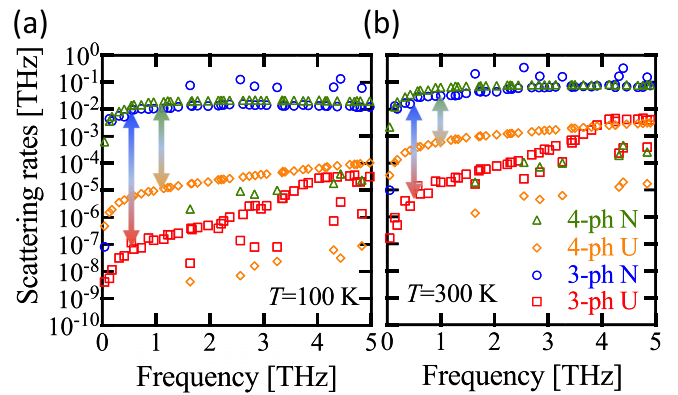 (a)
(b)
Scattering rates [THz]
10^0
10^-1
10^-2
10^-3
10^-4
10^-5
10^-6
10^-7
10^-8
10^-9
10^-10
T=100 K
T=300 K
4-ph N
4-ph U
3-ph N
3-ph U
0 1 2 3 4 5
0 1 2 3 4 5
Frequency [THz]
Frequency [THz]